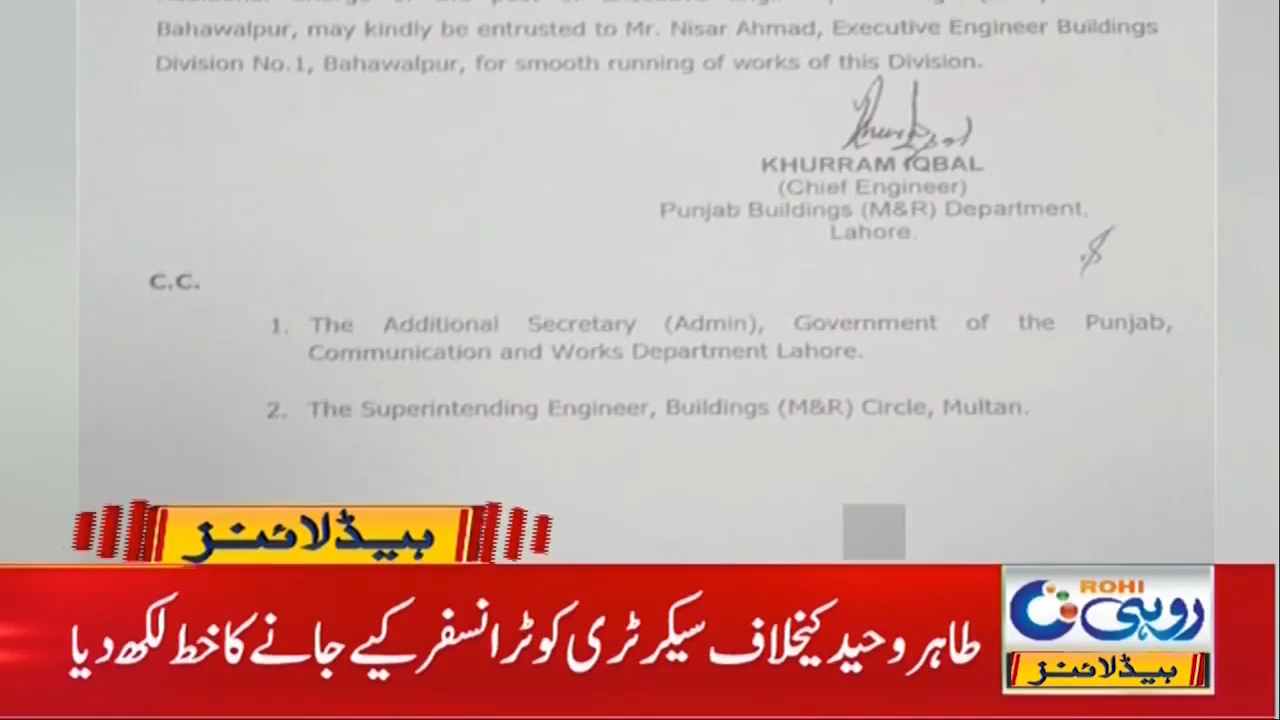 Bahawalpur, may kindly be entrusted to Mr. Nisar Ahmad, Executive Engineer Buildings
Division No.1, Bahawalpur, for smooth running of works of this Division.
KHURRAM IQBAL
(Chief Engineer)
Punjab Buildings (M&R) Department,
Lahore.
C.C.
1. The Additional Secretary (Admin), Government of the Punjab,
Communication and Works Department Lahore.
2. The Superintending Engineer, Buildings (M&R) Circle, Multan.
ہیڈلائنز
طاہر وحید کیخلاف سیکرٹری کو ٹرانسفر کیے جانے کا خط لکھ دیا
ROHI
روہی
ہیڈلائنز